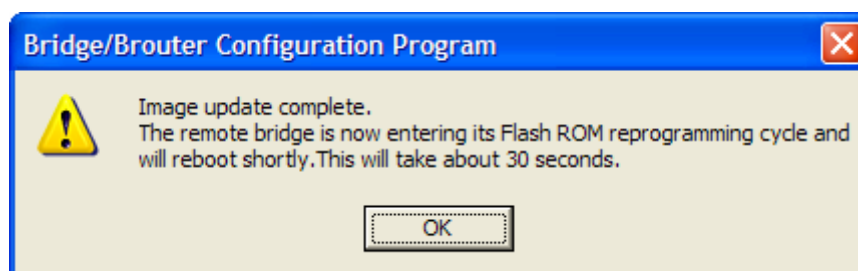 Bridge/Brouter Configuration Program
Image update complete.
The remote bridge is now entering its Flash ROM reprogramming cycle and
will reboot shortly.This will take about 30 seconds.
OK